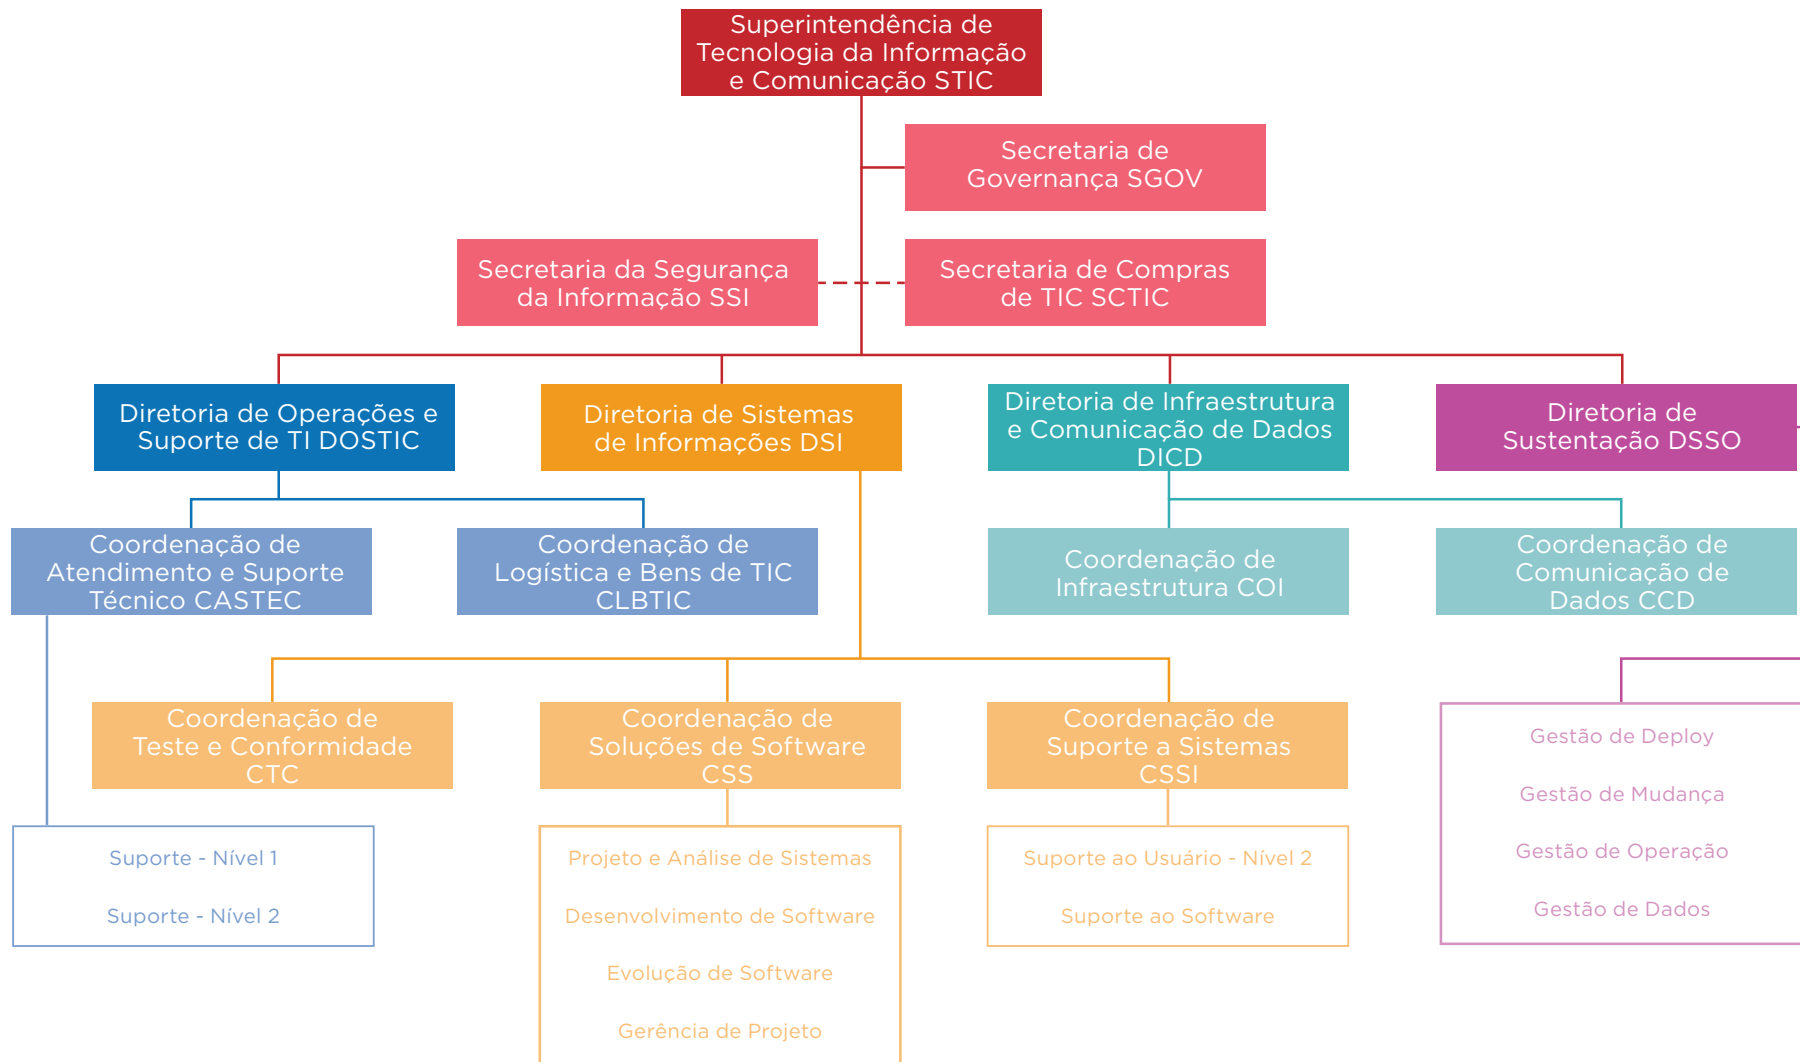 Superintendência de
Tecnologia da Informação
e Comunicação STIC
Secretaria de
Governança SGOV
Secretaria da Segurança
da Informação SSI
Secretaria de Compras
de TIC SCTIC
Diretoria de Operações e
Suporte de TI DOSTIC
Diretoria de Sistemas
de Informações DSI
Diretoria de Infraestrutura
e Comunicação de Dados
DICD
Diretoria de
Sustentação DSSO
Coordenação de
Atendimento e Suporte
Técnico CASTEC
Coordenação de
Logística e Bens de TIC
CLBTIC
Coordenação de
Infraestrutura COI
Coordenação de
Comunicação de
Dados CCD
Coordenação de
Teste e Conformidade
CTC
Coordenação de
Soluções de Software
CSS
Coordenação de
Suporte a Sistemas
CSSI
Gestão de Deploy
Gestão de Mudança
Gestão de Operação
Gestão de Dados
Suporte - Nível 1
Suporte - Nível 2
Projeto e Análise de Sistemas
Desenvolvimento de Software
Evolução de Software
Gerência de Projeto
Suporte ao Usuário - Nível 2
Suporte ao Software